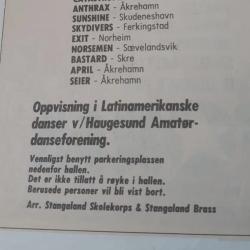 ANTHRAX - Åkrehamn
SUNSHINE - Skudeneshavn
SKYDIVERS - Ferkingstad
EXIT - Norheim
NORSEMEN - Sævelandsvik
BASTARD - Skre
APRIL - Åkrehamn
SEIER - Åkrehamn
Oppvisning i Latinamerikanske
danser v/Haugesund Amatør-
danseforening.
Vennligst benytt parkeringsplassen
nedenfor hallen.
Det er ikke tillatt å røyke i hallen.
Berusede personer vil bli vist bort.
Arr. Stangeland Skolekorps & Stangeland Brass